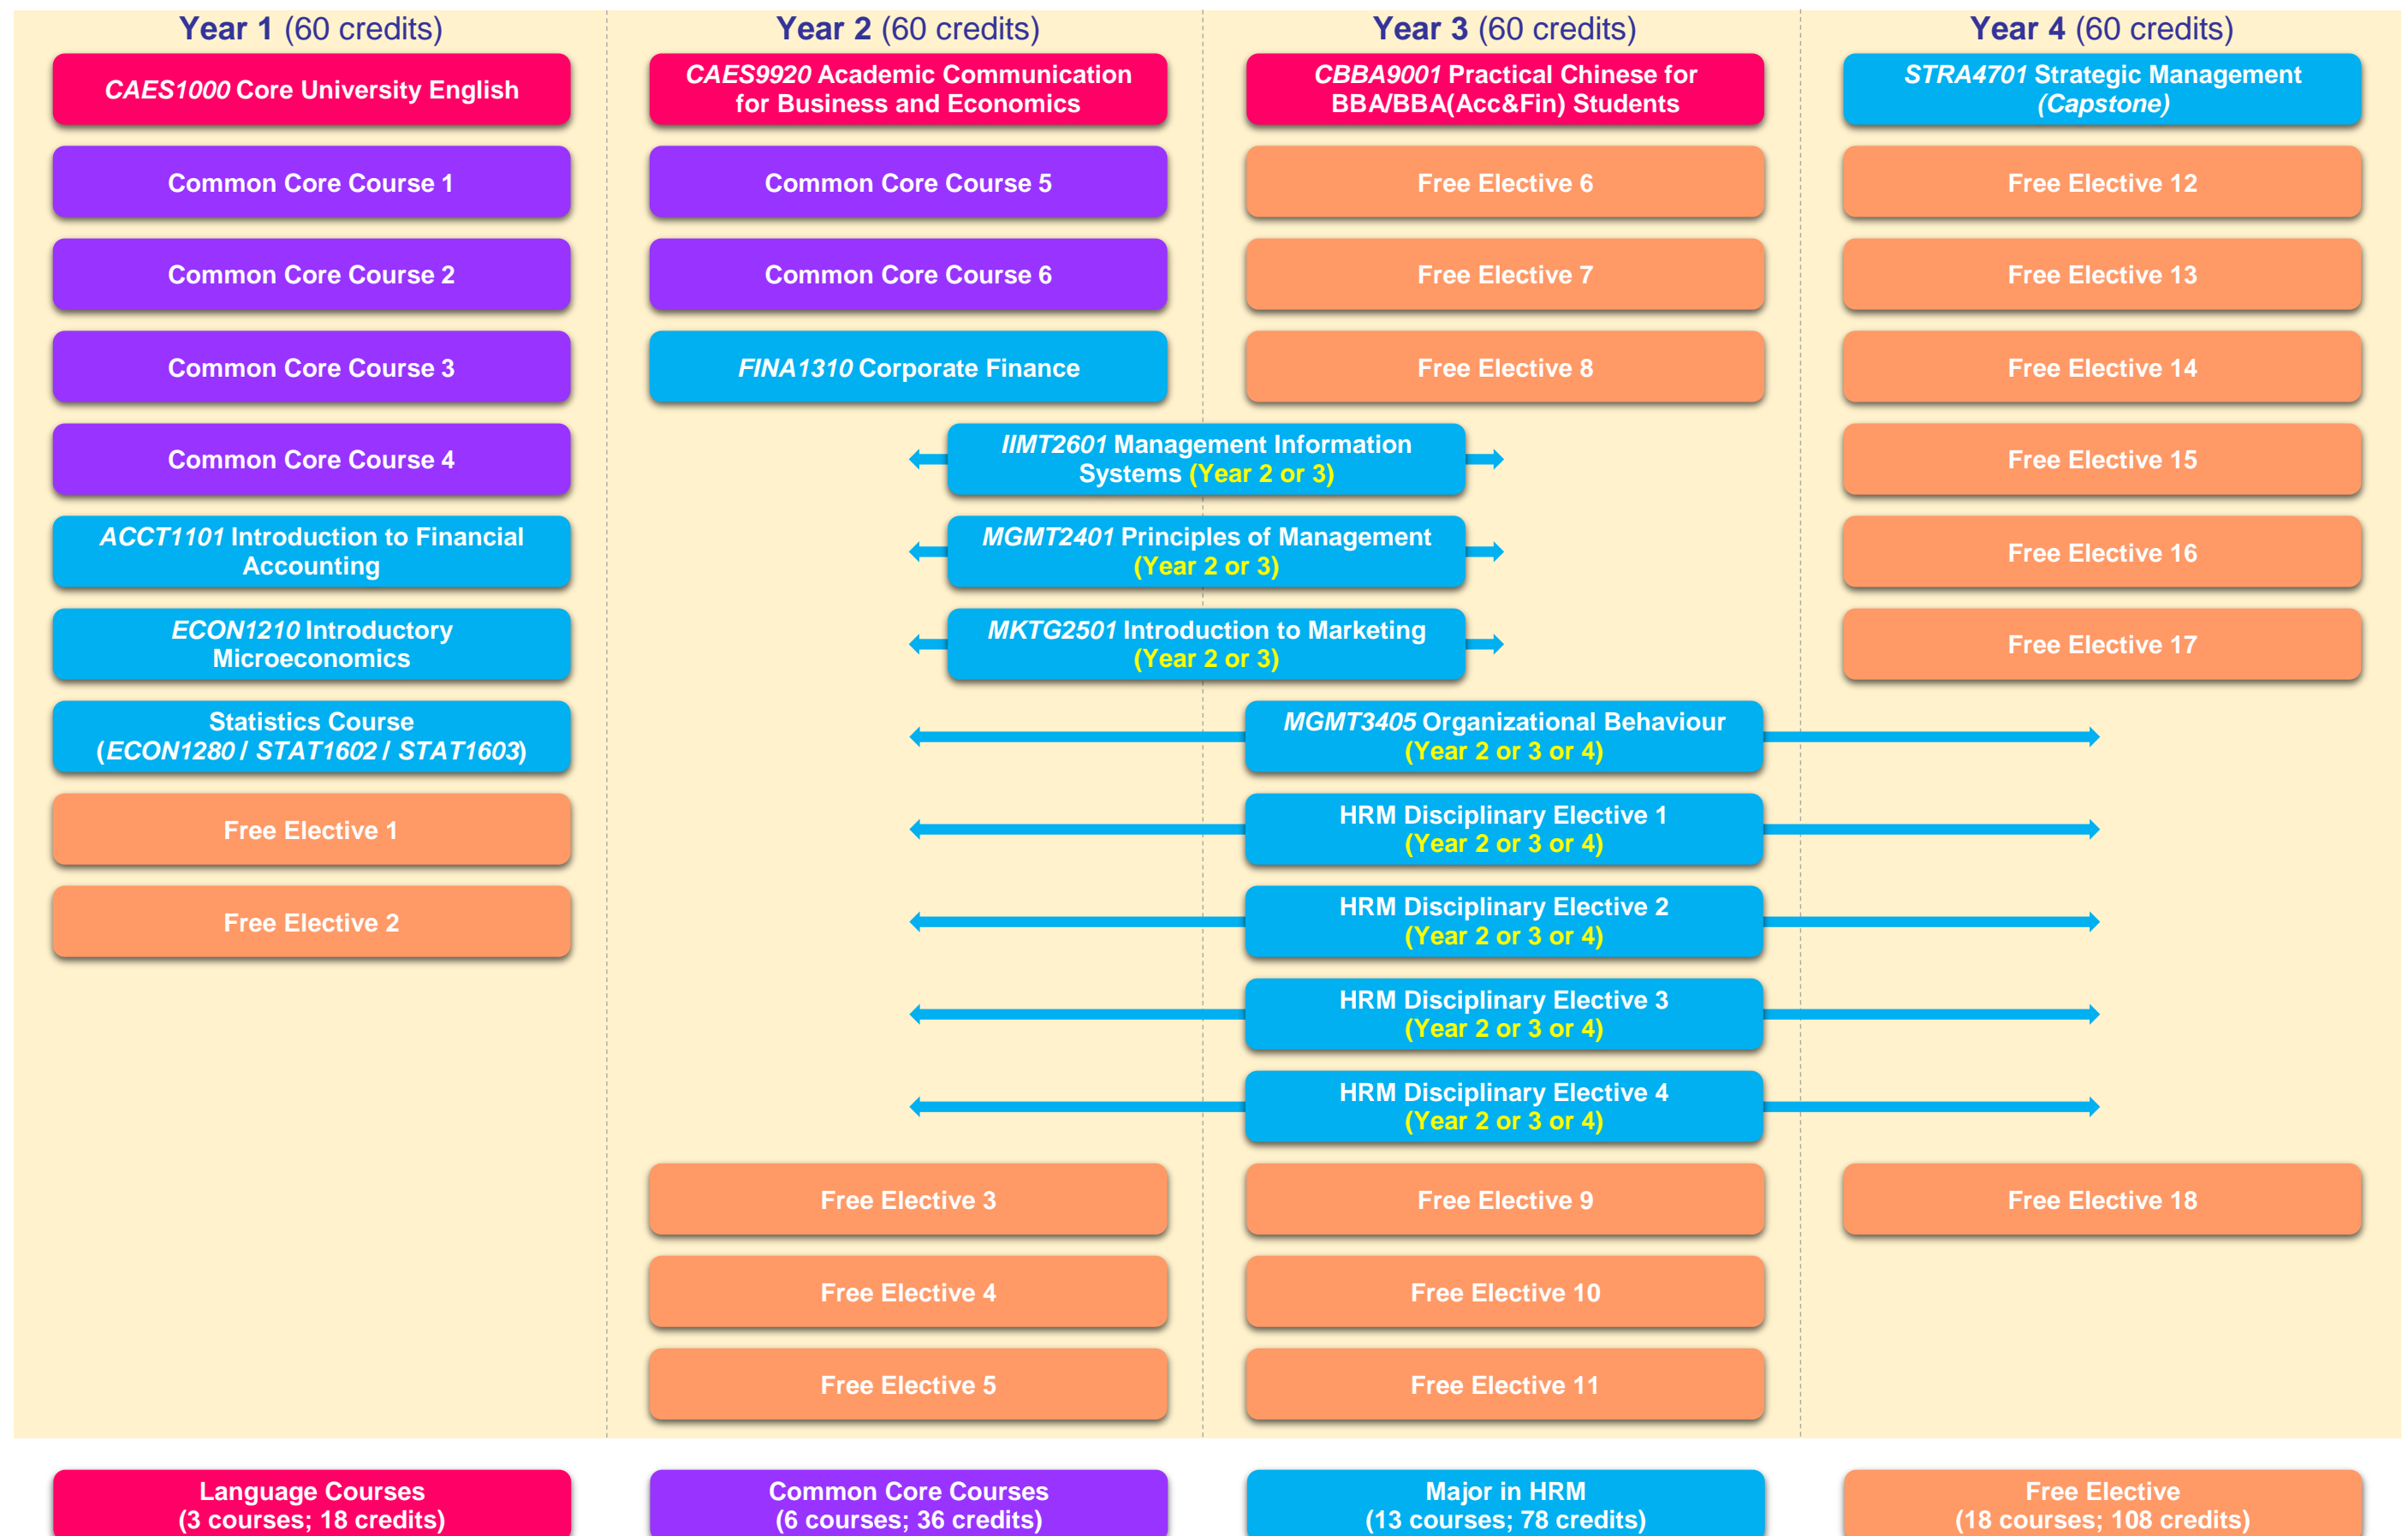 Year 1 (60 credits)
CAES1000 Core University English
Common Core Course 1
Common Core Course 2
Common Core Course 3
Common Core Course 4
ACCT1101 Introduction to Financial
Accounting
ECON1210 Introductory
Microeconomics
Statistics Course
(ECON1280 / STAT1602 / STAT1603)
Free Elective 1
Free Elective 2
Year 2 (60 credits)
CAES9920 Academic Communication
for Business and Economics
Common Core Course 5
Common Core Course 6
FINA1310 Corporate Finance
IIMT2601 Management Information
Systems (Year 2 or 3)
MGMT2401 Principles of Management
(Year 2 or 3)
MKTG2501 Introduction to Marketing
(Year 2 or 3)
Free Elective 3
Free Elective 4
Free Elective 5
Year 3 (60 credits)
CBBA9001 Practical Chinese for
BBA/BBA(Acc&Fin) Students
Free Elective 6
Free Elective 7
Free Elective 8
MGMT3405 Organizational Behaviour
(Year 2 or 3 or 4)
HRM Disciplinary Elective 1
(Year 2 or 3 or 4)
HRM Disciplinary Elective 2
(Year 2 or 3 or 4)
HRM Disciplinary Elective 3
(Year 2 or 3 or 4)
HRM Disciplinary Elective 4
(Year 2 or 3 or 4)
Free Elective 9
Free Elective 10
Free Elective 11
Year 4 (60 credits)
STRA4701 Strategic Management
(Capstone)
Free Elective 12
Free Elective 13
Free Elective 14
Free Elective 15
Free Elective 16
Free Elective 17
Free Elective 18
Language Courses
(3 courses; 18 credits)
Common Core Courses
(6 courses; 36 credits)
Major in HRM
(13 courses; 78 credits)
Free Elective
(18 courses; 108 credits)